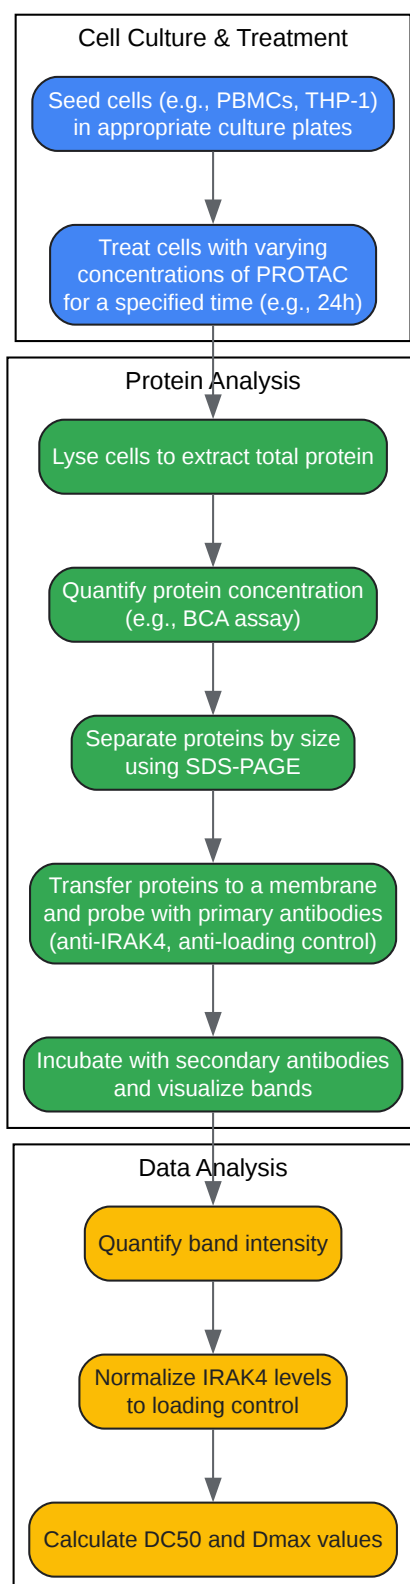 Cell Culture & Treatment
Seed cells (e.g., PBMCs, THP-1)
in appropriate culture plates
Treat cells with varying
concentrations of PROTAC
for a specified time (e.g., 24h)
Protein Analysis
Lyse cells to extract total protein
Quantify protein concentration
(e.g., BCA assay)
Separate proteins by size
using SDS-PAGE
Transfer proteins to a membrane
and probe with primary antibodies
(anti-IRAK4, anti-loading control)
Incubate with secondary antibodies
and visualize bands
Data Analysis
Quantify band intensity
Normalize IRAK4 levels
to loading control
Calculate DC50 and Dmax values